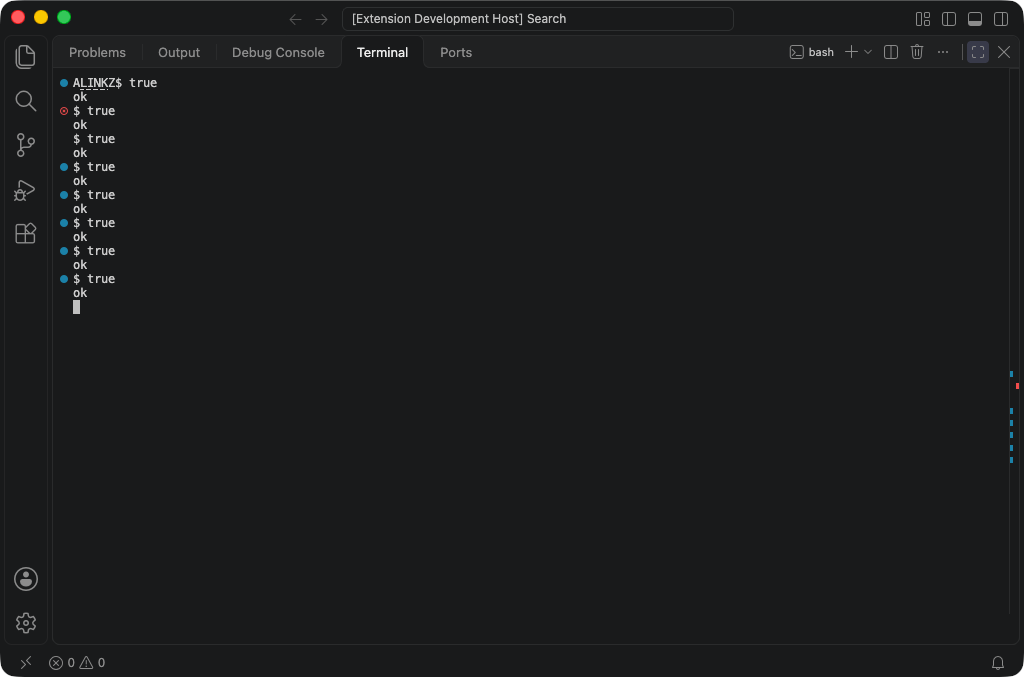 [Extension Development Host] Search
Problems Output Debug Console Terminal Ports bash
ALINKZ$ true
ok
$ true
ok
$ true
ok
$ true
ok
$ true
ok
$ true
ok
$ true
ok
$ true
ok
0 0